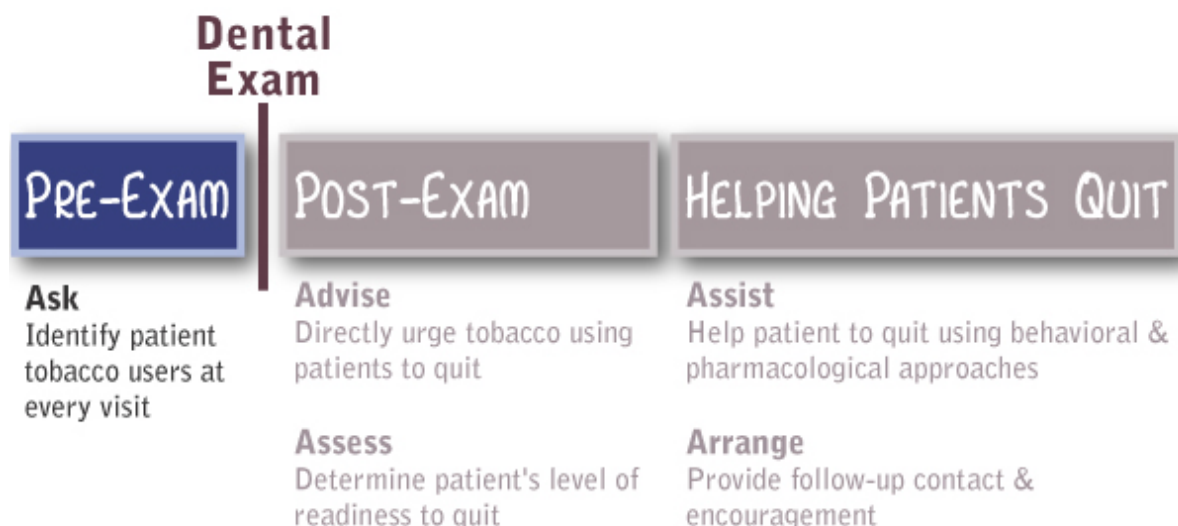 Dental
Exam
PRE-EXAM
POST-EXAM
HELPING PATIENTS QUIT
Ask
Identify patient
tobacco users at
every visit
Advise
Directly urge tobacco using
patients to quit
Assess
Determine patient's level of
readiness to quit
Assist
Help patient to quit using behavioral &
pharmacological approaches
Arrange
Provide follow-up contact &
encouragement